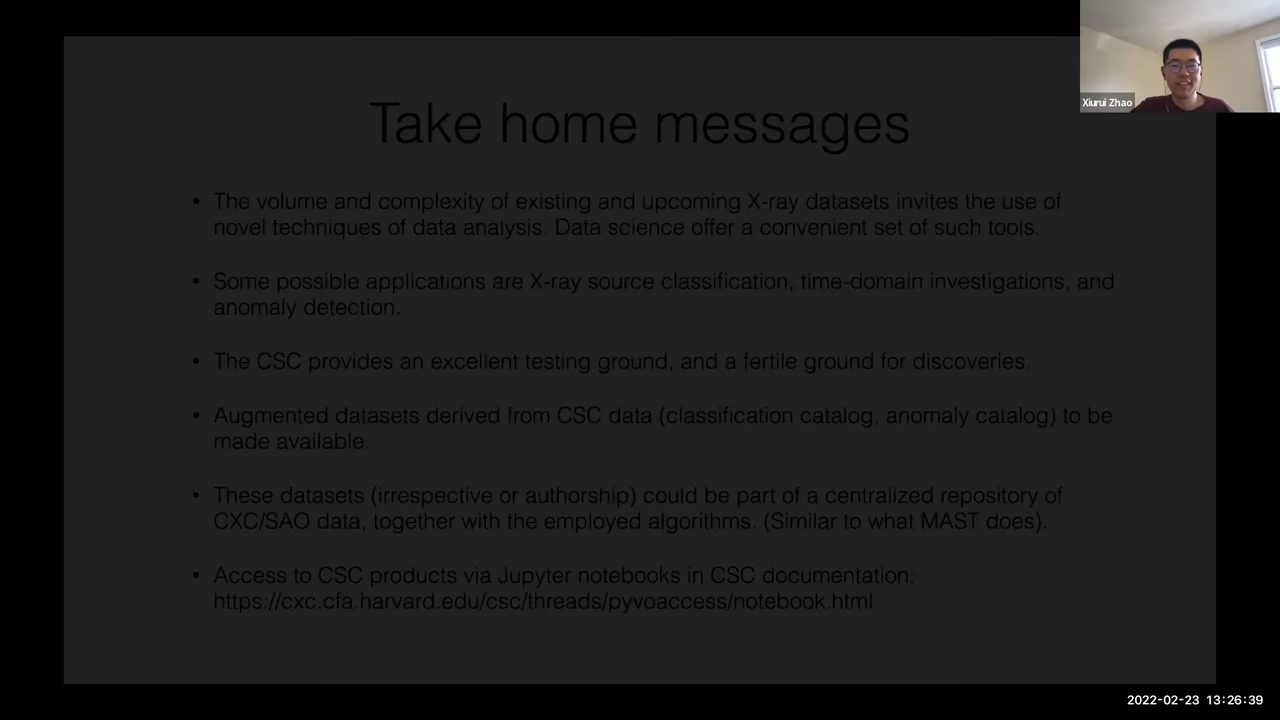 Xiurui Zhao
Take home messages
• The volume and complexity of existing and upcoming X-ray datasets invites the use of
novel techniques of data analysis. Data science offer a convenient set of such tools.
• Some possible applications are X-ray source classification, time-domain investigations, and
anomaly detection.
• The CSC provides an excellent testing ground, and a fertile ground for discoveries.
• Augmented datasets derived from CSC data (classification catalog, anomaly catalog) to be
made available.
• These datasets (irrespective or authorship) could be part of a centralized repository of
CXC/SAO data, together with the employed algorithms. (Similar to what MAST does).
• Access to CSC products via Jupyter notebooks in CSC documentation:
https://cxc.cfa.harvard.edu/csc/threads/pyvoaccess/notebook.html
2022-02-23 13:26:39